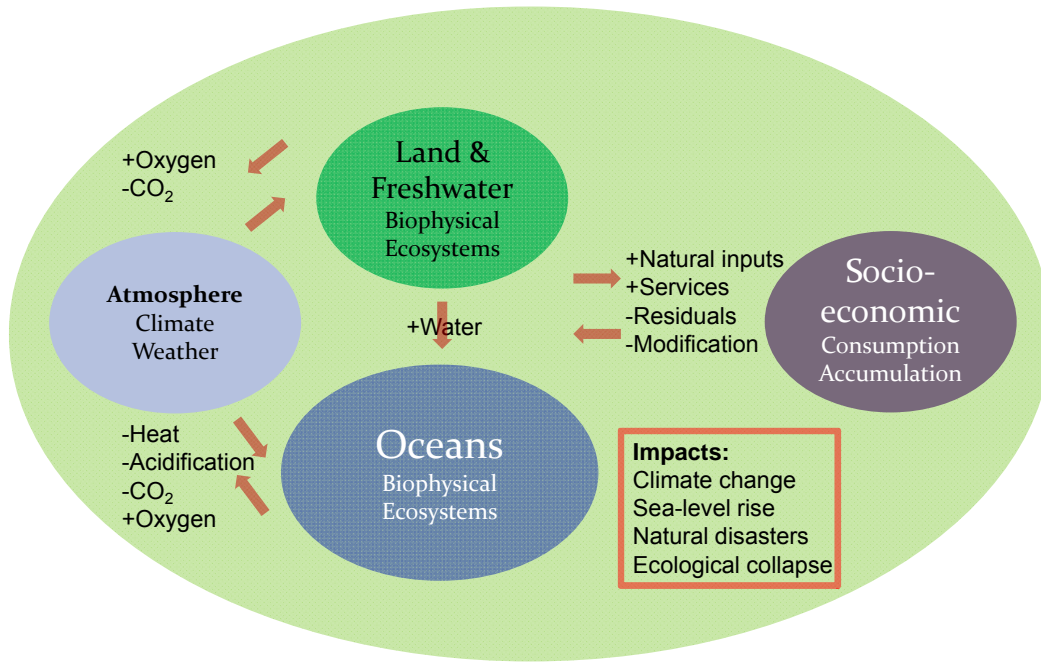 Land &
Freshwater
Biophysical
Ecosystems
+Oxygen
-CO₂
Atmosphere
Climate
Weather
+Water
+Natural inputs
+Services
-Residuals
-Modification
Socio-
economic
Consumption
Accumulation
-Heat
-Acidification
-CO₂
+Oxygen
Oceans
Biophysical
Ecosystems
Impacts:
Climate change
Sea-level rise
Natural disasters
Ecological collapse